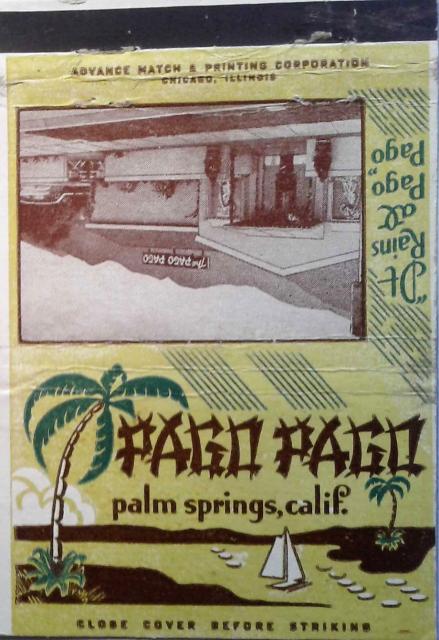 ADVANCE MATCH & PRINTING CORPORATION
CHICAGO, ILLINOIS
"It
Rains
at
Pago
Pago"
The PAGO PAGO
PAGO PAGO
palm springs, calif.
CLOSE COVER BEFORE STRIKING